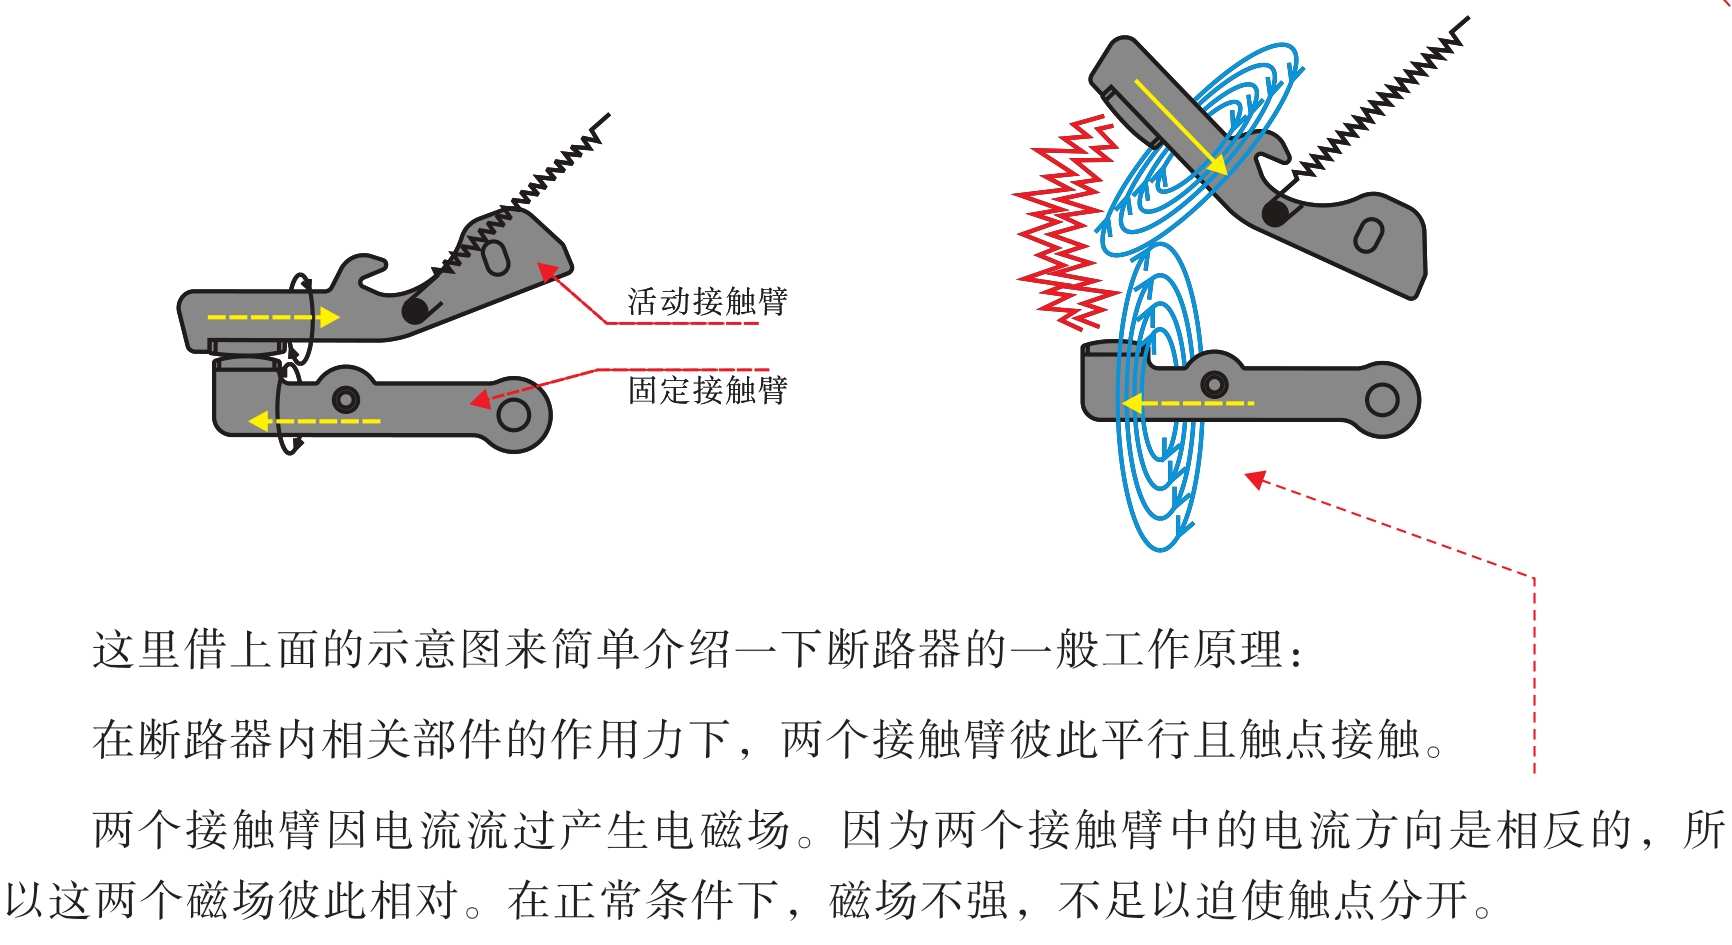 活动接触臂
固定接触臂
这里借上面的示意图来简单介绍一下断路器的一般工作原理：
在断路器内相关部件的作用力下，两个接触臂彼此平行且触点接触。
两个接触臂因电流流过产生电磁场。因为两个接触臂中的电流方向是相反的，所
以这两个磁场彼此相对。在正常条件下，磁场不强，不足以迫使触点分开。